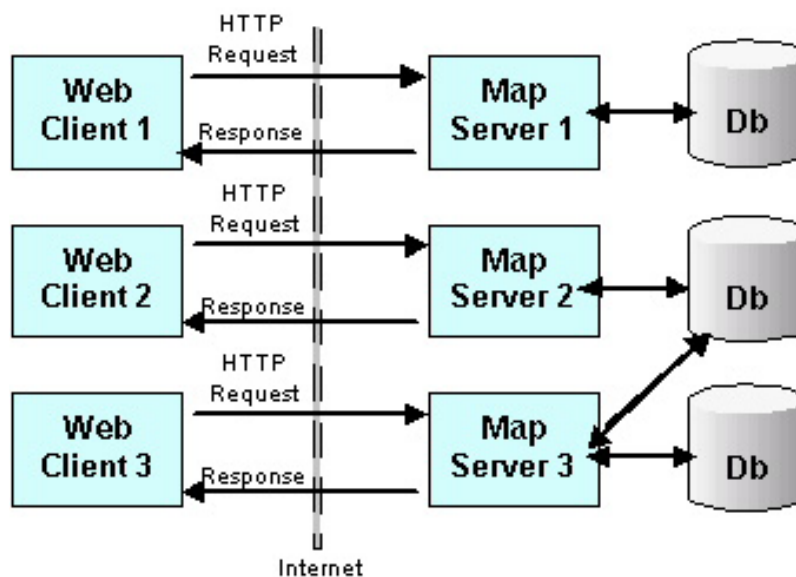 HTTP
Request
Web
Client 1
Response
Map
Server 1
Db
HTTP
Request
Web
Client 2
Response
Map
Server 2
Db
HTTP
Request
Web
Client 3
Response
Map
Server 3
Db
Internet